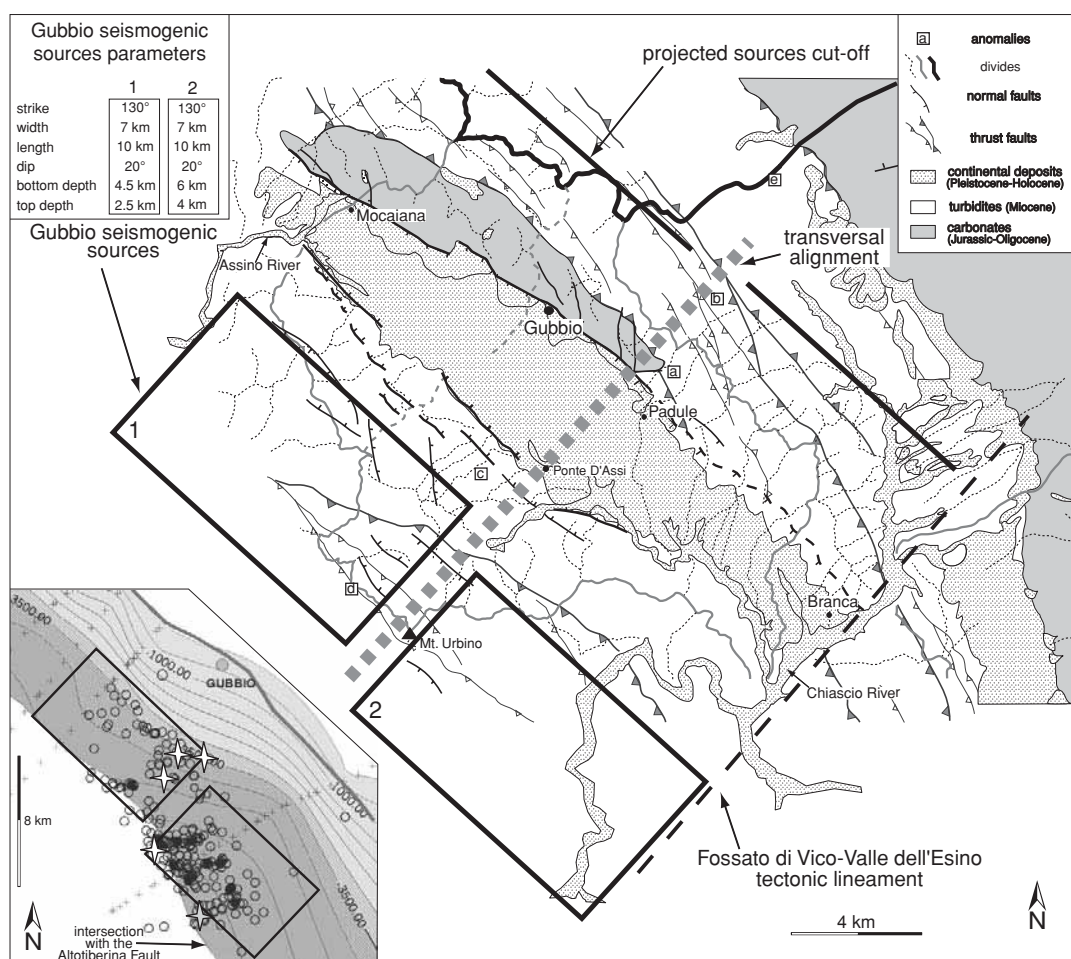 Gubbio seismogenic
sources parameters
1 2
strike 130° 130°
width 7 km 7 km
length 10 km 10 km
dip 20° 20°
bottom depth 4.5 km 6 km
top depth 2.5 km 4 km
Gubbio seismogenic
sources
projected sources cut-off
a anomalies
divides
normal faults
thrust faults
continental deposits
(Pleistocene-Holocene)
turbidites (Miocene)
carbonates
(Jurassic-Oligocene)
e
Mocaiana
Assino River
transversal
alignment
b
Gubbio
a
Padule
1
c
Ponte D'Assi
d
Mt. Urbino
Branca
Chiascio River
2
Fossato di Vico-Valle dell'Esino
tectonic lineament
4 km
N
3500.00
1000.00
GUBBIO
8 km
1000.00
3500.00
N
intersection
with the
Altotiberina Fault